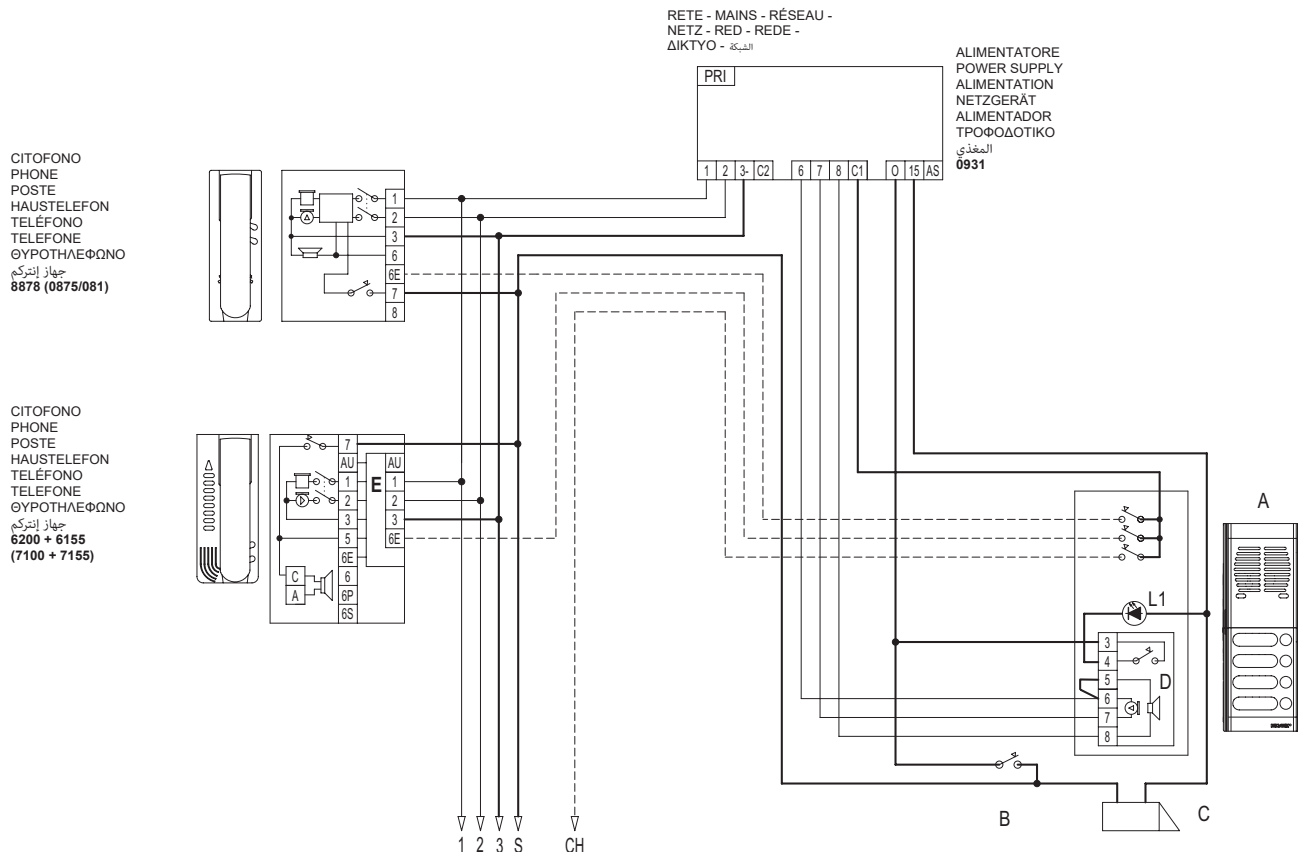 RETE - MAINS - RÉSEAU -
NETZ - RED - REDE -
ΔIKTYO - الشبكة
PRI
1 2 3- C2 6 7 8 C1 O 15 AS
ALIMENTATORE
POWER SUPPLY
ALIMENTATION
NETZGERÄT
ALIMENTADOR
ΤΡΟΦΟΔΟΤΙΚΟ
المغذي
0931
CITOFONO
PHONE
POSTE
HAUSTELEFON
TELÉFONO
TELEFONE
ΘΥΡΟΤΗΛΕΦΩΝΟ
جهاز إنتركم
8878 (0875/081)
1
2
3
6
6E
7
8
CITOFONO
PHONE
POSTE
HAUSTELEFON
TELÉFONO
TELEFONE
ΘΥΡΟΤΗΛΕΦΩΝΟ
جهاز إنتركم
6200 + 6155
(7100 + 7155)
7
AU
1
2
3
5
6E
6
6P
6S
C
A
E
AU
1
2
3
6E
A
L1
3
4
5
6
7
8
D
B
C
1 2 3 S CH